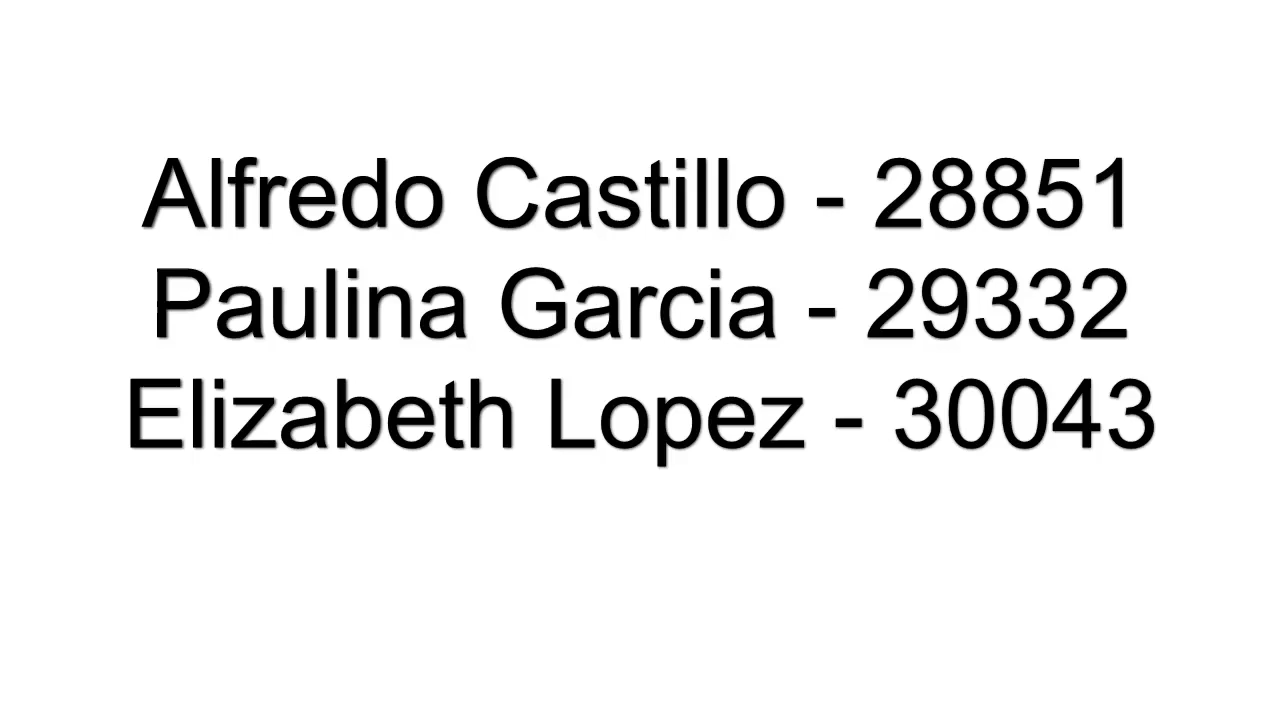 Alfredo Castillo - 28851
Paulina Garcia - 29332
Elizabeth Lopez - 30043